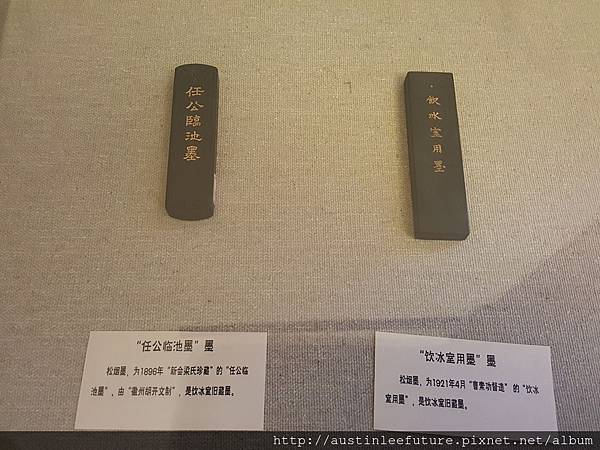 任公臨池墨
飲冰室用墨
“任公临池墨”墨
松烟墨，为1896年“新会梁氏珍藏”的“任公临
池墨”，由“徽州胡开文制”，是饮冰室旧藏墨。
“饮冰室用墨”墨
松烟墨，为1921年4月“曹素功督造”的“饮冰
室用墨”，是饮冰室旧藏墨。
http://austinleefuture.pixnet.net/album